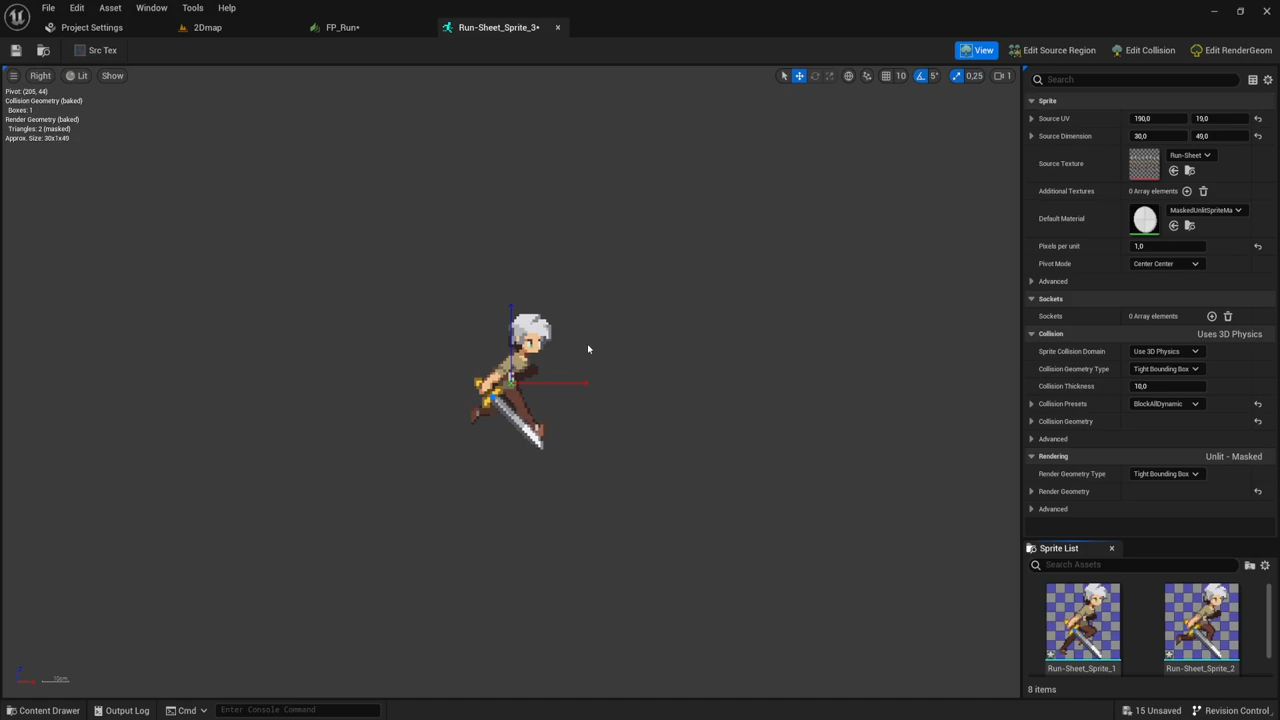 File Edit Asset Window Tools Help
Project Settings 2Dmap FP_Run• Run-Sheet_Sprite_3•
Src Tex View Edit Source Region Edit Collision Edit RenderGeom
Right Lit Show 10 5° 0,25 1
Pivot: (205, 44)
Collision Geometry (baked)
Boxes: 1
Render Geometry (baked)
Triangles: 2 (masked)
Approx. Size: 30x1x49
Search
Sprite
Source UV 190,0 19,0
Source Dimension 30,0 49,0
Source Texture Run-Sheet
Additional Textures 0 Array elements
Default Material MaskedUnlitSpriteMa
Pixels per unit 1,0
Pivot Mode Center Center
Advanced
Sockets
Sockets 0 Array elements
Collision Uses 3D Physics
Sprite Collision Domain Use 3D Physics
Collision Geometry Type Tight Bounding Box
Collision Thickness 10,0
Collision Presets BlockAllDynamic
Collision Geometry
Advanced
Rendering Unlit - Masked
Render Geometry Type Tight Bounding Box
Render Geometry
Advanced
Sprite List
Search Assets
Run-Sheet_Sprite_1 Run-Sheet_Sprite_2
8 items
10cm
Content Drawer Output Log Cmd Enter Console Command 15 Unsaved Revision Control